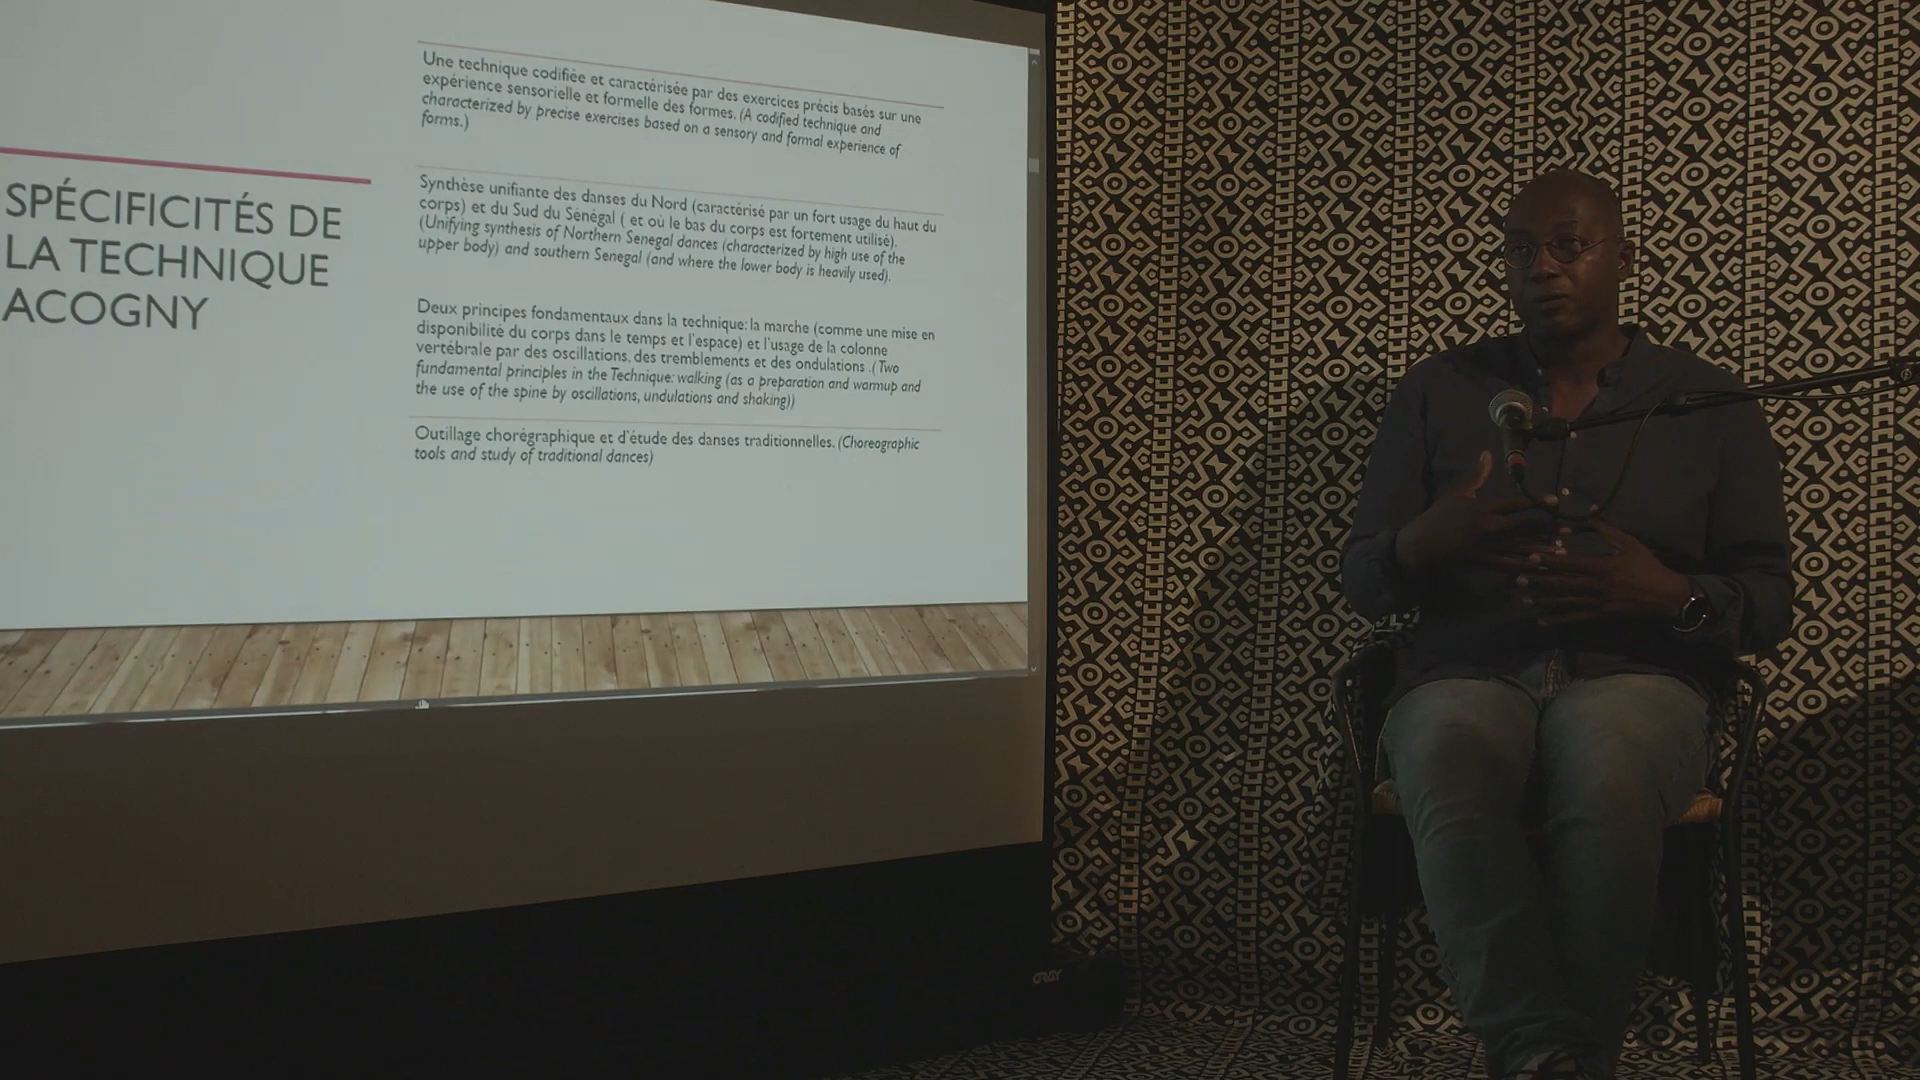 SPÉCIFICITÉS DE
LA TECHNIQUE
ACOGNY
Une technique codifiée et caractérisée par des exercices précis basés sur une
expérience sensorielle et formelle des formes. (A codified technique and
characterized by precise exercises based on a sensory and formal experience of
forms.)
Synthèse unifiante des danses du Nord (caractérisé par un fort usage du haut du
corps) et du Sud du Sénégal ( et où le bas du corps est fortement utilisé).
(Unifying synthesis of Northern Senegal dances (characterized by high use of the
upper body) and southern Senegal (and where the lower body is heavily used).
Deux principes fondamentaux dans la technique: la marche (comme une mise en
disponibilité du corps dans le temps et l'espace) et l'usage de la colonne
vertébrale par des oscillations, des tremblements et des ondulations .(Two
fundamental principles in the Technique: walking (as a preparation and warmup and
the use of the spine by oscillations, undulations and shaking))
Outillage chorégraphique et d'étude des danses traditionnelles. (Choreographic
tools and study of traditional dances)
ORAY